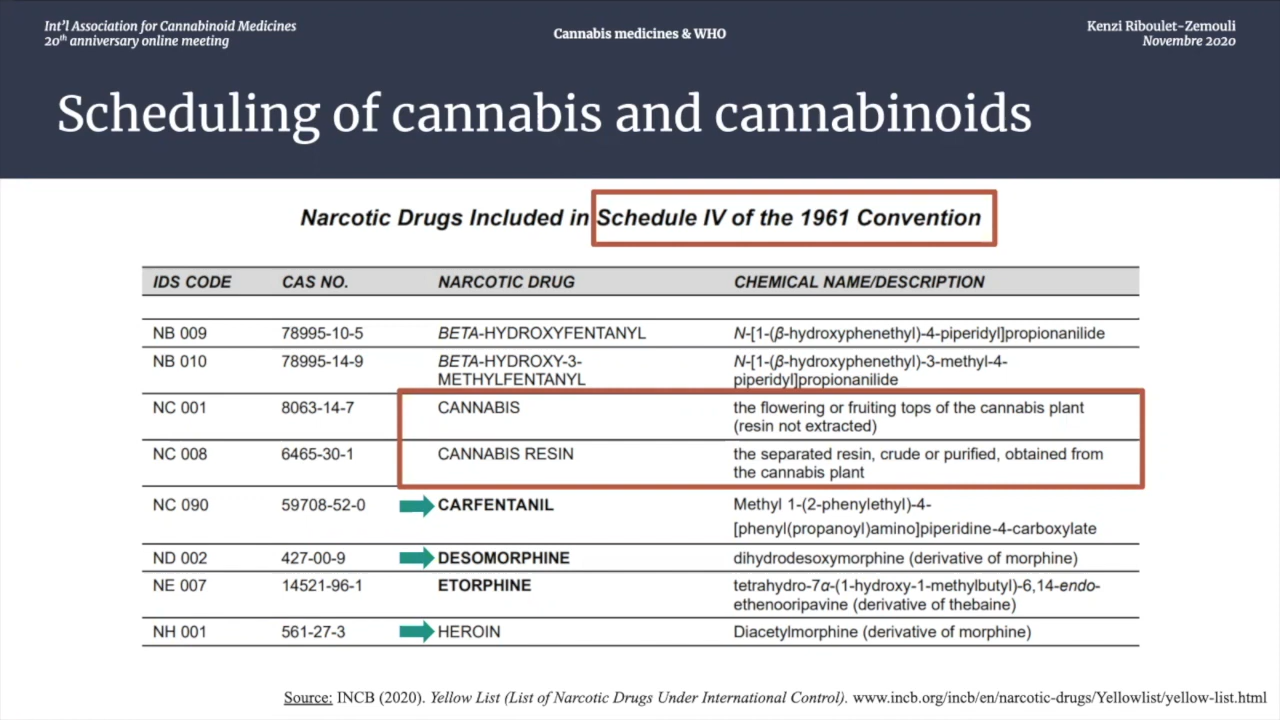 Int'l Association for Cannabinoid Medicines
20th anniversary online meeting
Cannabis medicines & WHO
Kenzi Riboulet-Zemouli
Novembre 2020
Scheduling of cannabis and cannabinoids
Narcotic Drugs Included in Schedule IV of the 1961 Convention
IDS CODE CAS NO. NARCOTIC DRUG CHEMICAL NAME/DESCRIPTION
NB 009 78995-10-5 BETA-HYDROXYFENTANYL N-[1-(β-hydroxyphenethyl)-4-piperidyl]propionanilide
NB 010 78995-14-9 BETA-HYDROXY-3- N-[1-(β-hydroxyphenethyl)-3-methyl-4-
METHYLFENTANYL piperidyl]propionanilide
NC 001 8063-14-7 CANNABIS the flowering or fruiting tops of the cannabis plant
(resin not extracted)
NC 008 6465-30-1 CANNABIS RESIN the separated resin, crude or purified, obtained from
the cannabis plant
NC 090 59708-52-0 CARFENTANIL Methyl 1-(2-phenylethyl)-4-
[phenyl(propanoyl)amino]piperidine-4-carboxylate
ND 002 427-00-9 DESOMORPHINE dihydrodesoxymorphine (derivative of morphine)
NE 007 14521-96-1 ETORPHINE tetrahydro-7α-(1-hydroxy-1-methylbutyl)-6,14-endo-
ethenooripavine (derivative of thebaine)
NH 001 561-27-3 HEROIN Diacetylmorphine (derivative of morphine)
Source: INCB (2020). Yellow List (List of Narcotic Drugs Under International Control). www.incb.org/incb/en/narcotic-drugs/Yellowlist/yellow-list.html